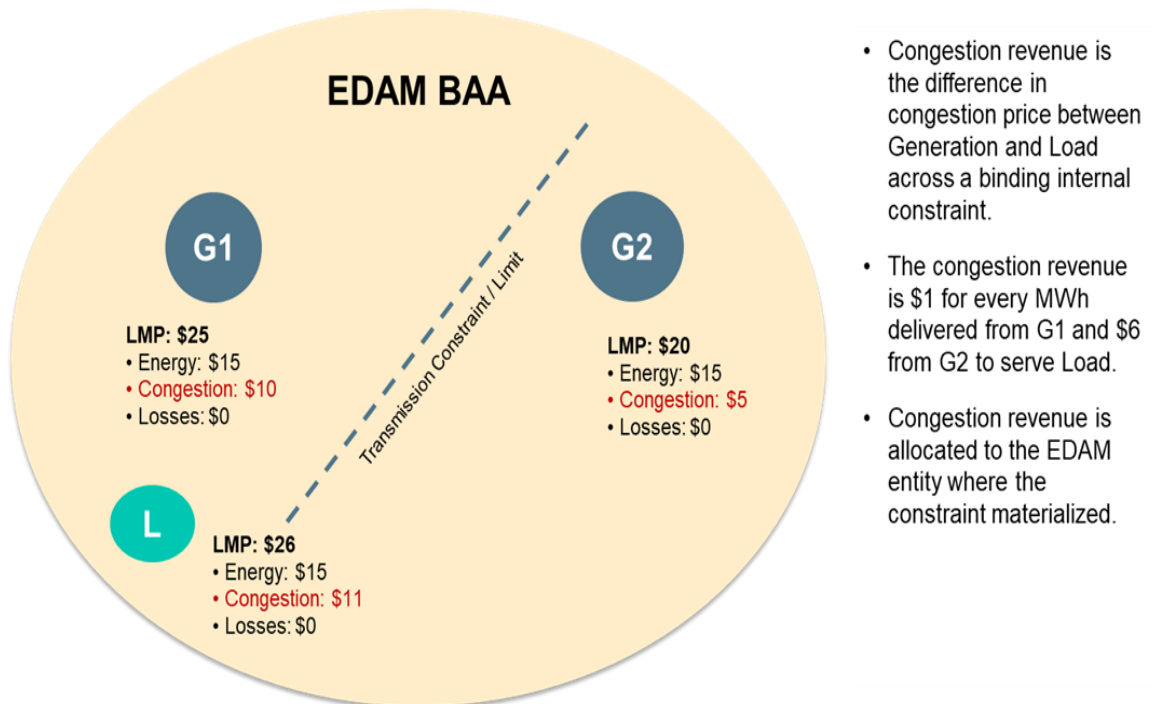 EDAM BAA
G1
LMP: $25
• Energy: $15
• Congestion: $10
• Losses: $0
Transmission Constraint / Limit
G2
LMP: $20
• Energy: $15
• Congestion: $5
• Losses: $0
L
LMP: $26
• Energy: $15
• Congestion: $11
• Losses: $0
• Congestion revenue is
the difference in
congestion price between
Generation and Load
across a binding internal
constraint.
• The congestion revenue
is $1 for every MWh
delivered from G1 and $6
from G2 to serve Load.
• Congestion revenue is
allocated to the EDAM
entity where the
constraint materialized.